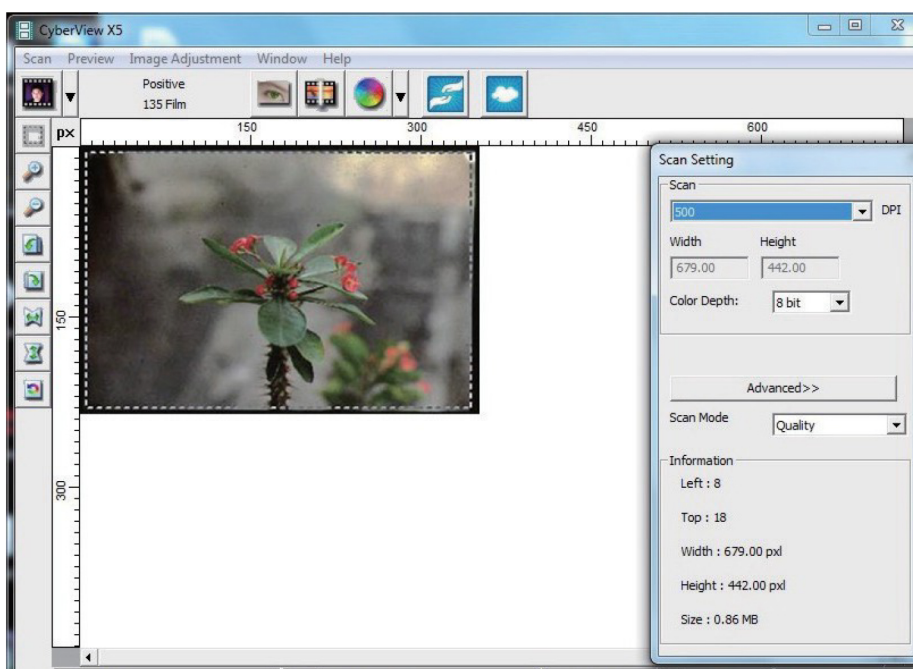 CyberView X5
Scan Preview Image Adjustment Window Help
Positive
135 Film
px
150 300 450 600
150
300
Scan Setting
Scan
500 DPI
Width Height
679.00 442.00
Color Depth: 8 bit
Advanced>>
Scan Mode Quality
Information
Left : 8
Top : 18
Width : 679.00 pxl
Height : 442.00 pxl
Size : 0.86 MB